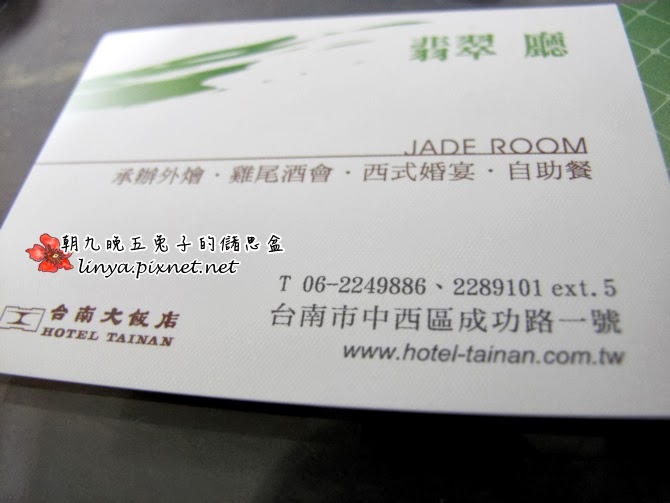 翡翠 廳
JADE ROOM
承辦外燴．雞尾酒會．西式婚宴．自助餐
朝九晚五兔子的儲思盒
linya.pixnet.net
T 06-2249886、2289101 ext.5
台南大飯店
HOTEL TAINAN
台南市中西區成功路一號
www.hotel-tainan.com.tw